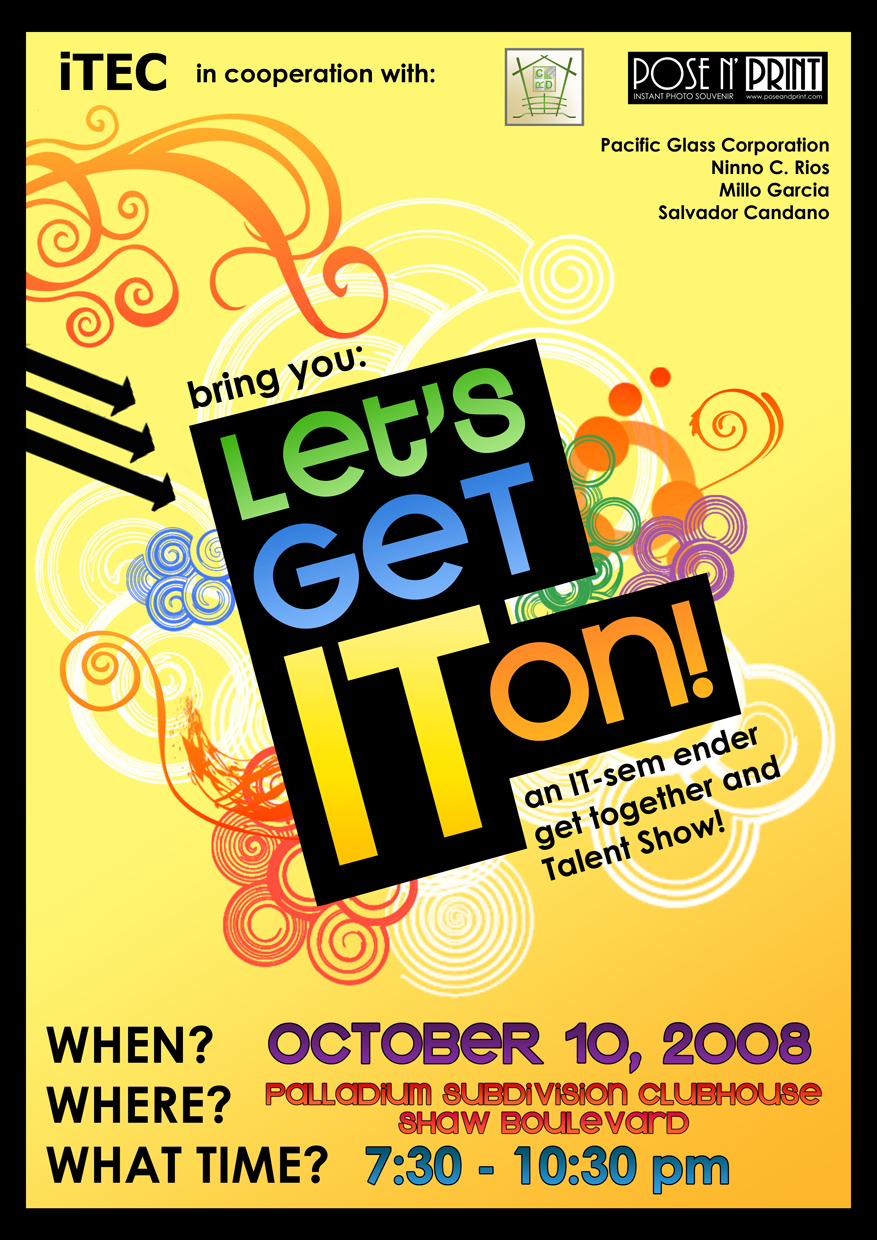 iTEC in cooperation with:
POSE N' PRINT
INSTANT PHOTO SOUVENIR www.poseandprint.com
Pacific Glass Corporation
Ninno C. Rios
Millo Garcia
Salvador Candano
bring you:
Let's
GeT
IT on!
an IT-sem ender
get together and
Talent Show!
WHEN? OCTOBER 10, 2008
WHERE? PALLADIUM SUBDIVISION CLUBHOUSE
SHAW BOULEVARD
WHAT TIME? 7:30 - 10:30 pm